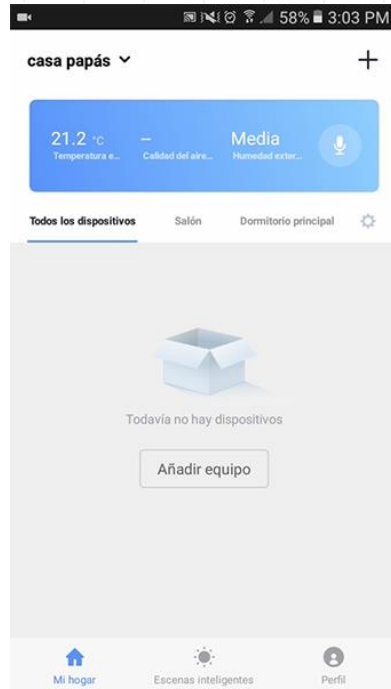 58% 3:03 PM
casa papás
21.2 °C
Temperatura e...
--
Calidad del aire...
Media
Humedad exter...
Todos los dispositivos
Salón
Dormitorio principal
Todavía no hay dispositivos
Añadir equipo
Mi hogar
Escenas inteligentes
Perfil